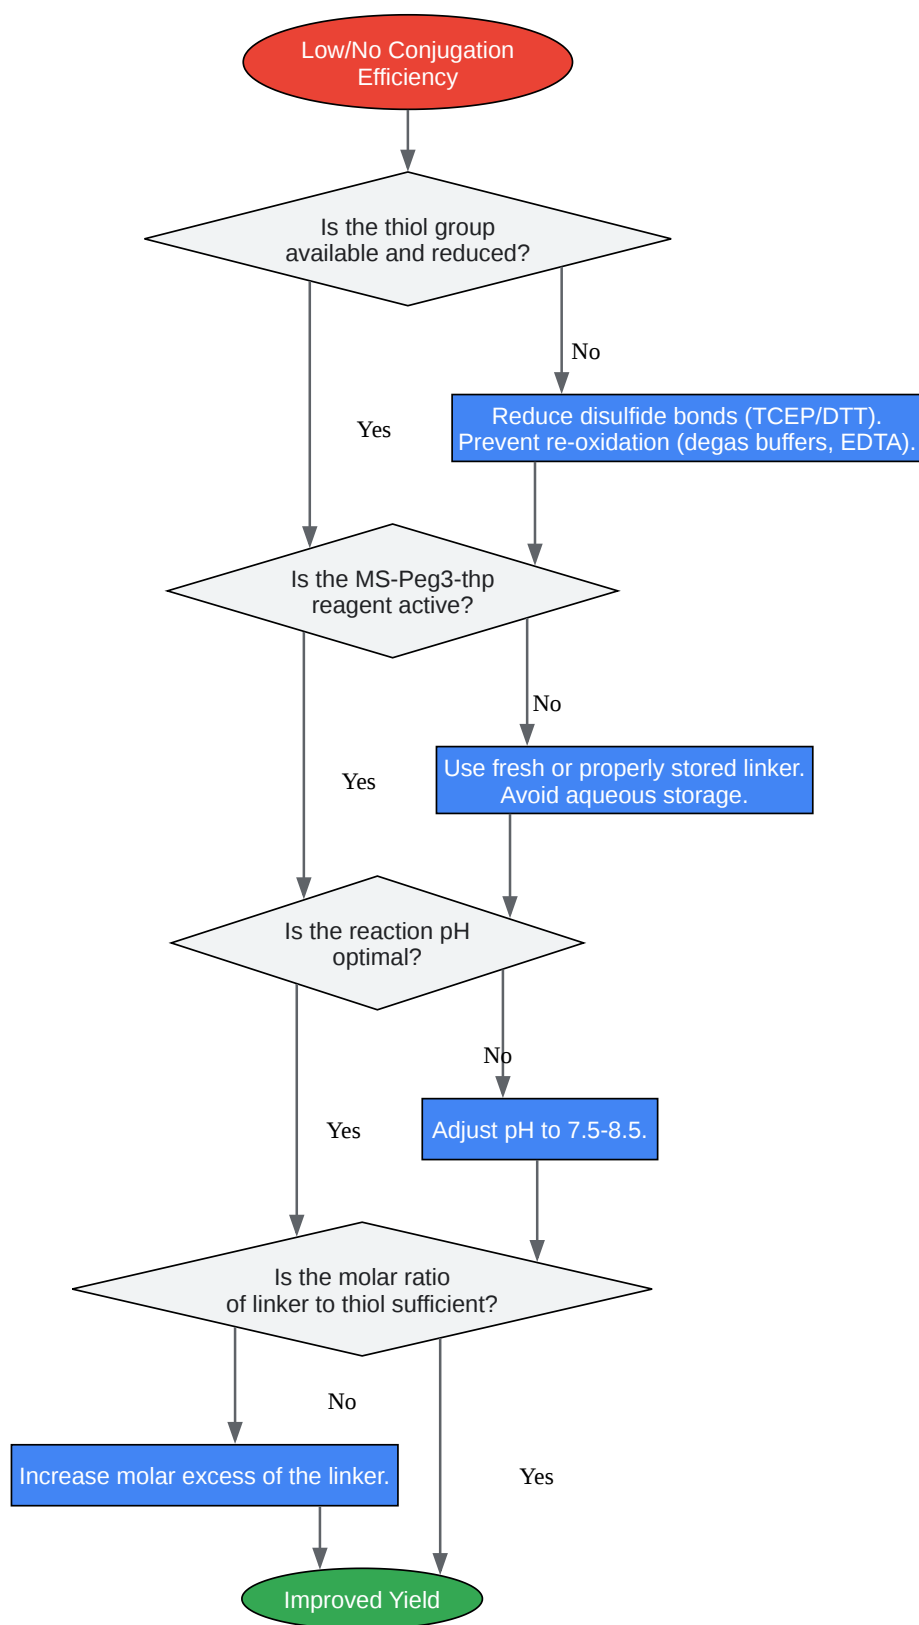 Low/No Conjugation
Efficiency
Is the thiol group
available and reduced?
No
Reduce disulfide bonds (TCEP/DTT).
Prevent re-oxidation (degas buffers, EDTA).
Yes
Is the MS-Peg3-thp
reagent active?
No
Use fresh or properly stored linker.
Avoid aqueous storage.
Yes
Is the reaction pH
optimal?
No
Adjust pH to 7.5-8.5.
Yes
Is the molar ratio
of linker to thiol sufficient?
No
Increase molar excess of the linker.
Yes
Improved Yield